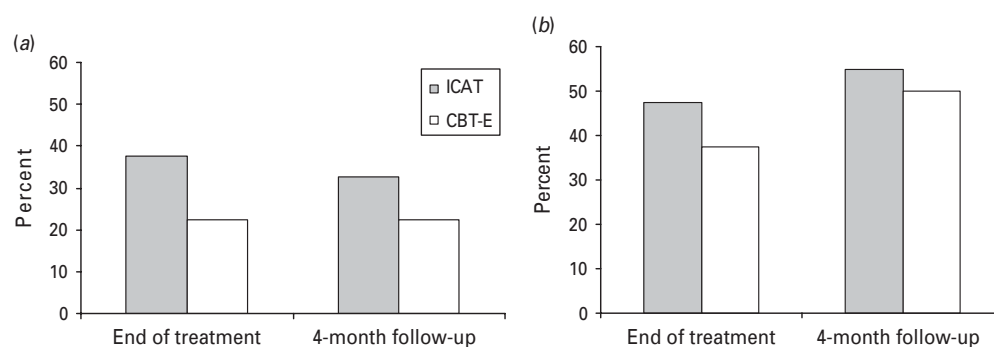 (a)
60
50
40
30
20
10
0
Percent
ICAT
CBT-E
End of treatment
4-month follow-up
(b)
60
50
40
30
20
10
0
Percent
End of treatment
4-month follow-up